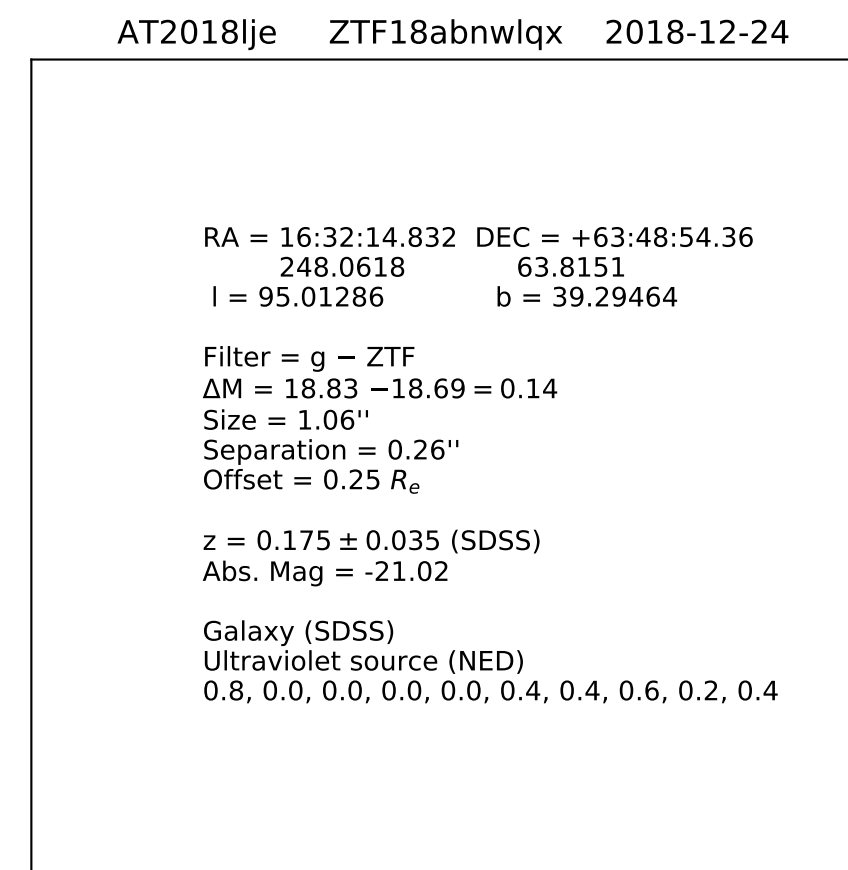 AT2018lje ZTF18abnwlqx 2018-12-24
RA = 16:32:14.832 DEC = +63:48:54.36
248.0618 63.8151
l = 95.01286 b = 39.29464
Filter = g − ZTF
ΔM = 18.83 −18.69 = 0.14
Size = 1.06''
Separation = 0.26''
Offset = 0.25 Re
z = 0.175 ± 0.035 (SDSS)
Abs. Mag = -21.02
Galaxy (SDSS)
Ultraviolet source (NED)
0.8, 0.0, 0.0, 0.0, 0.0, 0.4, 0.4, 0.6, 0.2, 0.4